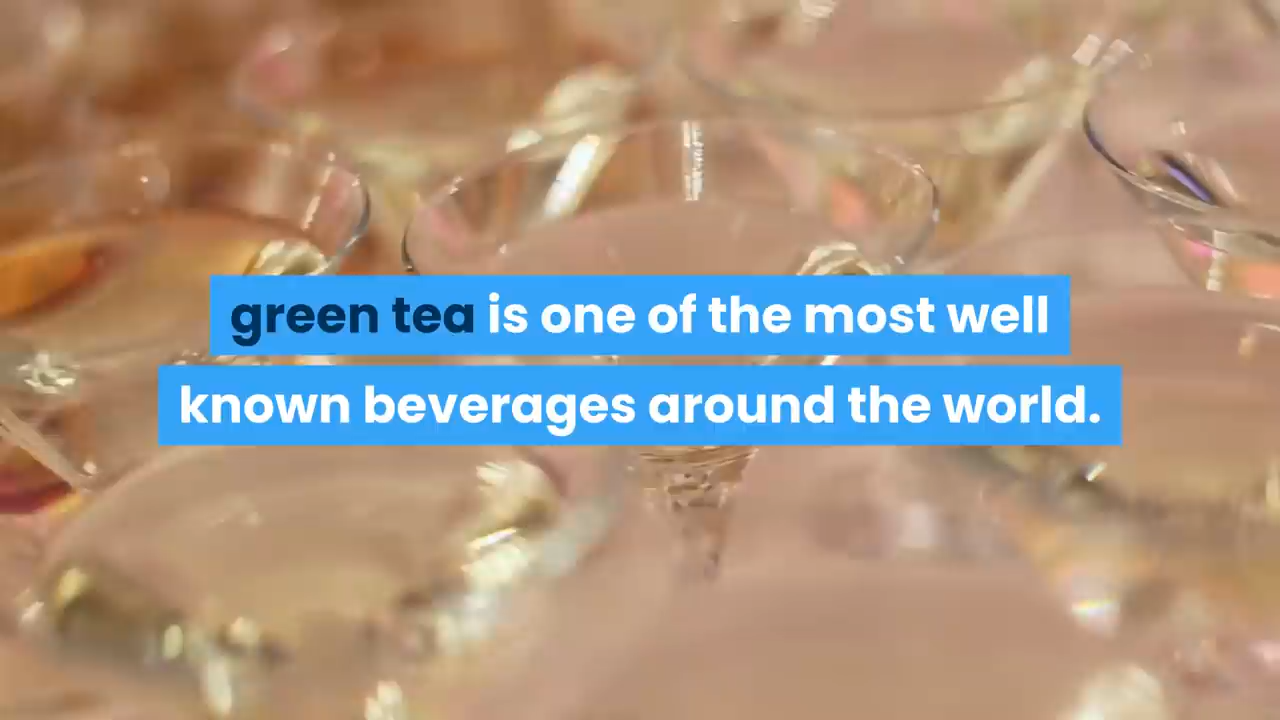 green tea is one of the most well
known beverages around the world.